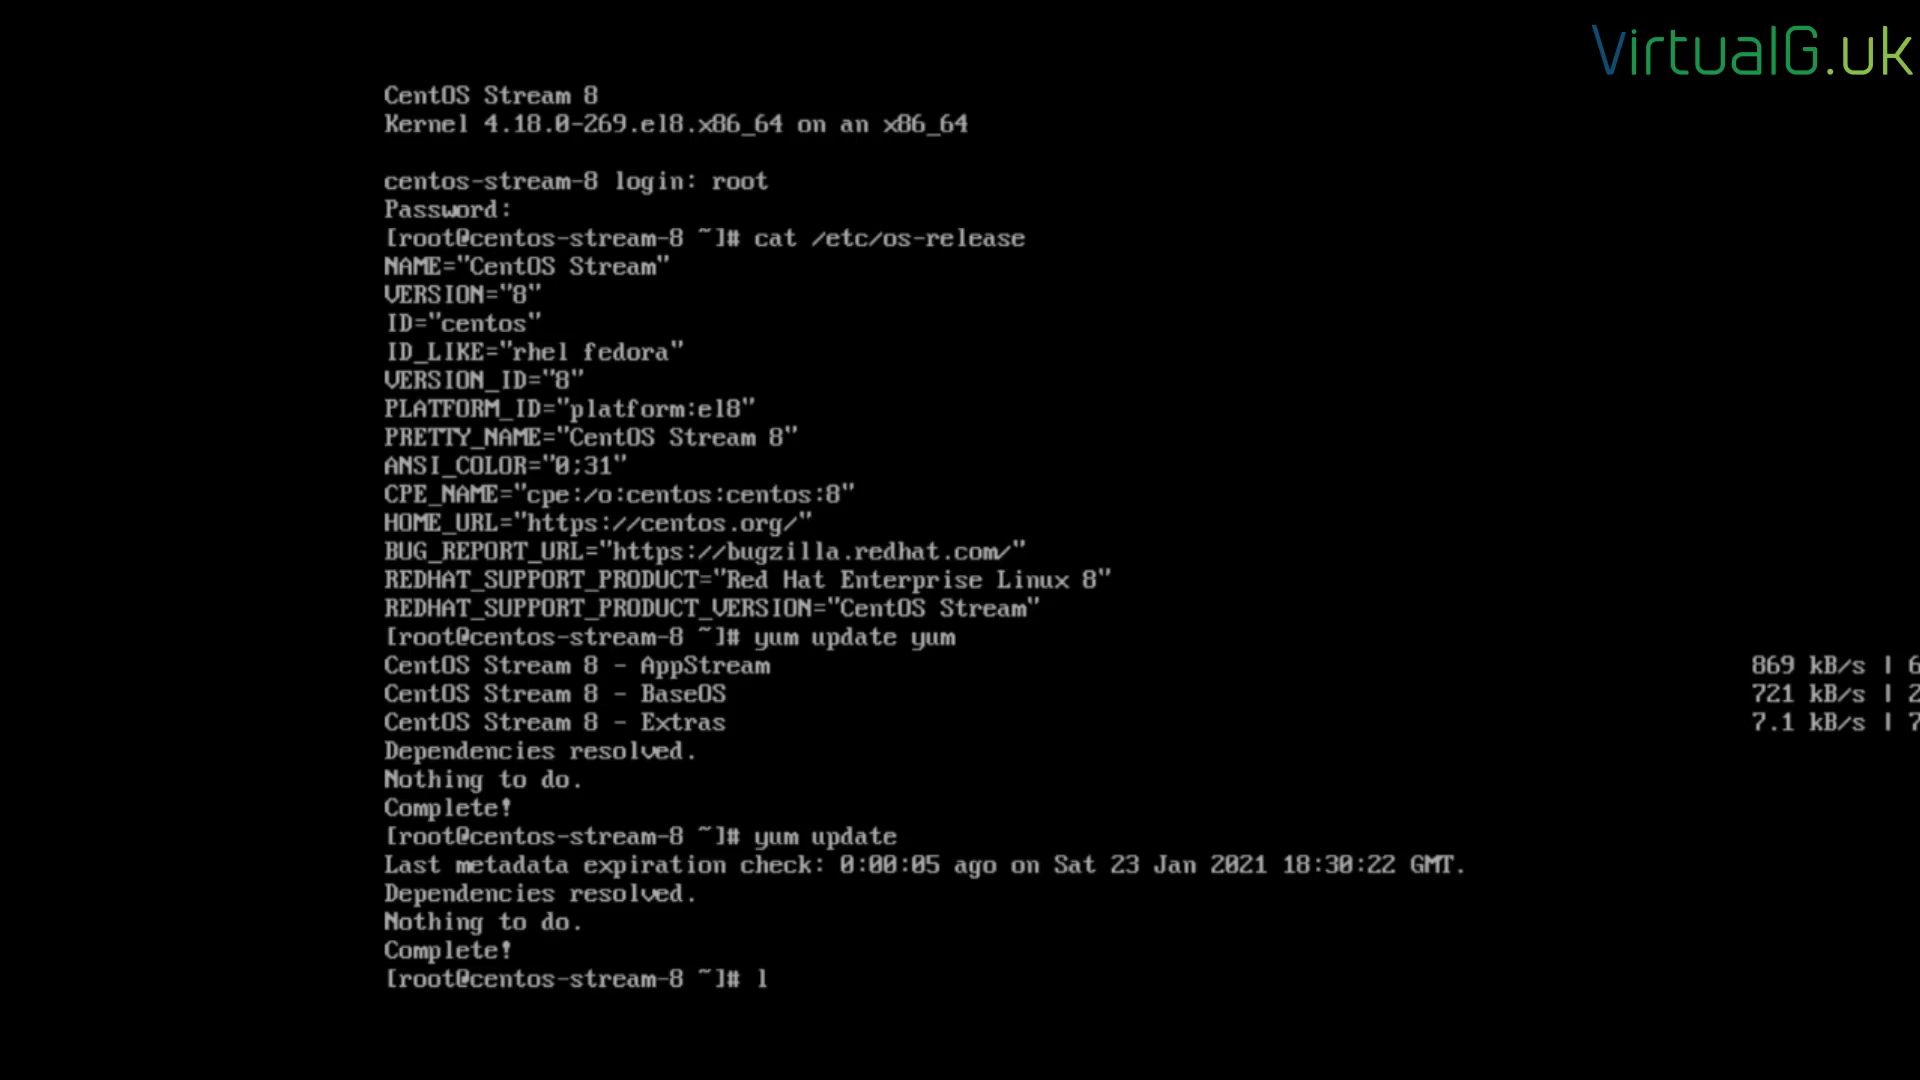 VirtualG.uk
CentOS Stream 8
Kernel 4.18.0-269.el8.x86_64 on an x86_64
centos-stream-8 login: root
Password:
[root@centos-stream-8 ~]# cat /etc/os-release
NAME="CentOS Stream"
VERSION="8"
ID="centos"
ID_LIKE="rhel fedora"
VERSION_ID="8"
PLATFORM_ID="platform:el8"
PRETTY_NAME="CentOS Stream 8"
ANSI_COLOR="0;31"
CPE_NAME="cpe:/o:centos:centos:8"
HOME_URL="https://centos.org/"
BUG_REPORT_URL="https://bugzilla.redhat.com/"
REDHAT_SUPPORT_PRODUCT="Red Hat Enterprise Linux 8"
REDHAT_SUPPORT_PRODUCT_VERSION="CentOS Stream"
[root@centos-stream-8 ~]# yum update yum
CentOS Stream 8 - AppStream 869 kB/s | 6
CentOS Stream 8 - BaseOS 721 kB/s | 2
CentOS Stream 8 - Extras 7.1 kB/s | 7
Dependencies resolved.
Nothing to do.
Complete!
[root@centos-stream-8 ~]# yum update
Last metadata expiration check: 0:00:05 ago on Sat 23 Jan 2021 18:30:22 GMT.
Dependencies resolved.
Nothing to do.
Complete!
[root@centos-stream-8 ~]# l